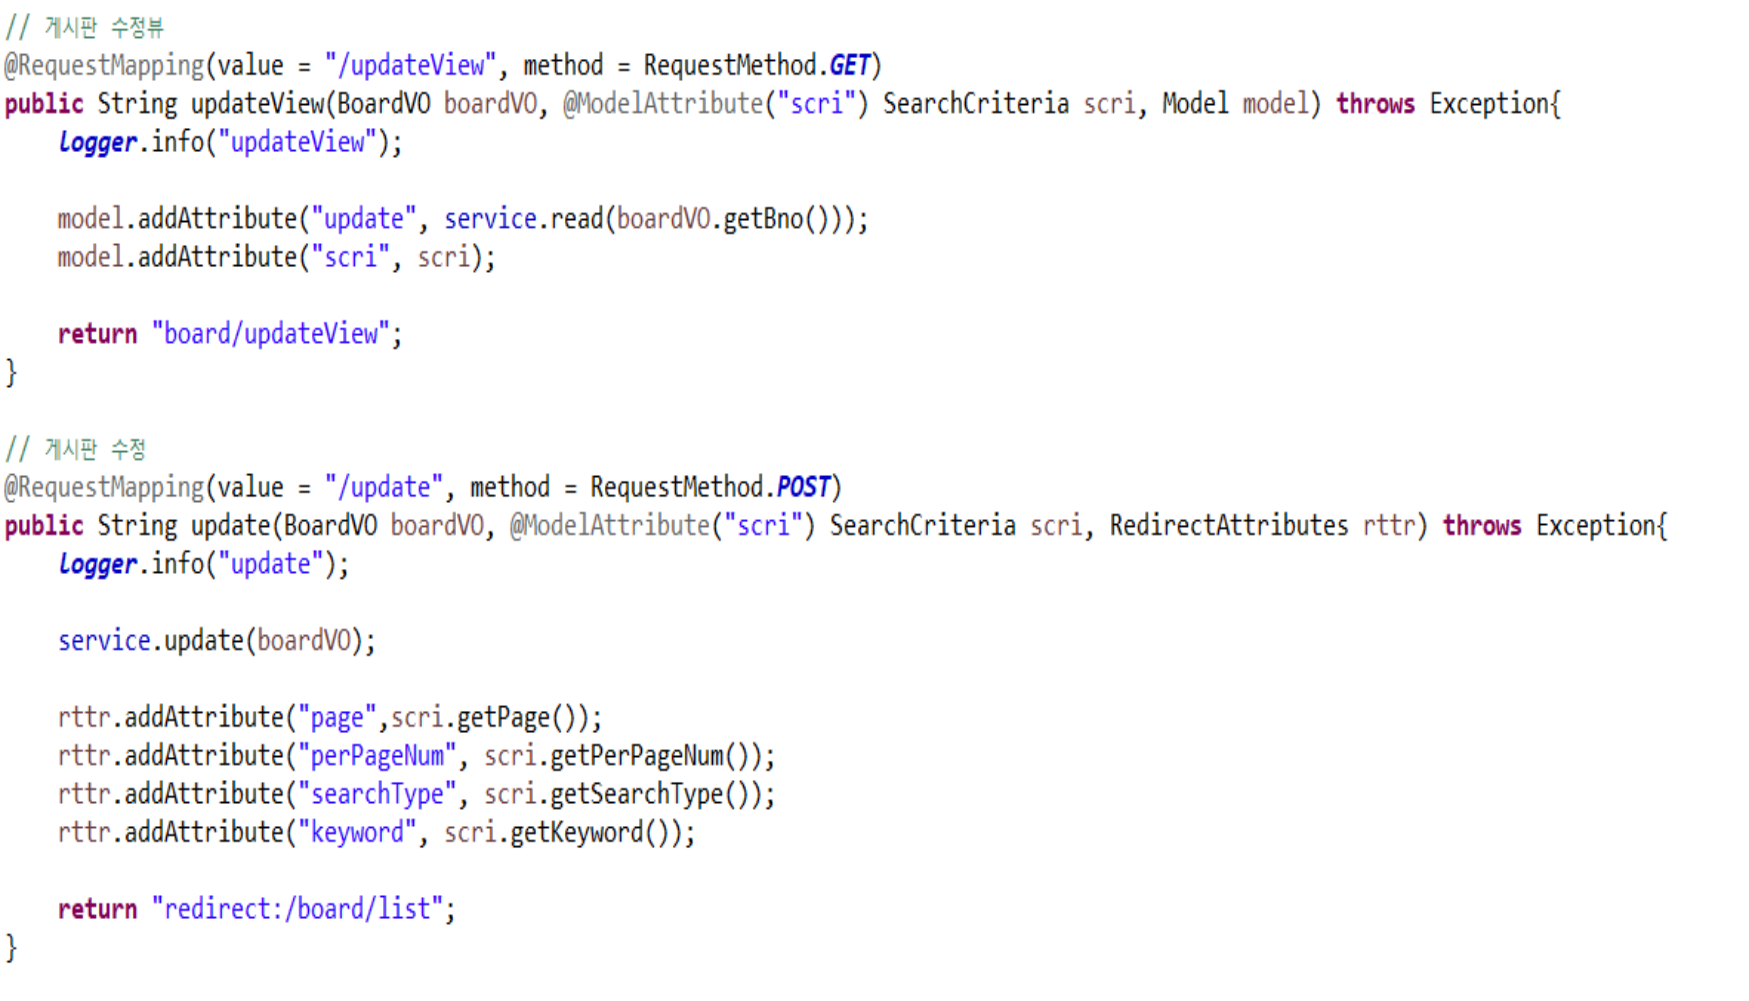 // 게시판 수정뷰
@RequestMapping(value = "/updateView", method = RequestMethod.GET)
public String updateView(BoardVO boardVO, @ModelAttribute("scri") SearchCriteria scri, Model model) throws Exception{
logger.info("updateView");
model.addAttribute("update", service.read(boardVO.getBno()));
model.addAttribute("scri", scri);
return "board/updateView";
}
// 게시판 수정
@RequestMapping(value = "/update", method = RequestMethod.POST)
public String update(BoardVO boardVO, @ModelAttribute("scri") SearchCriteria scri, RedirectAttributes rttr) throws Exception{
logger.info("update");
service.update(boardVO);
rttr.addAttribute("page",scri.getPage());
rttr.addAttribute("perPageNum", scri.getPerPageNum());
rttr.addAttribute("searchType", scri.getSearchType());
rttr.addAttribute("keyword", scri.getKeyword());
return "redirect:/board/list";
}